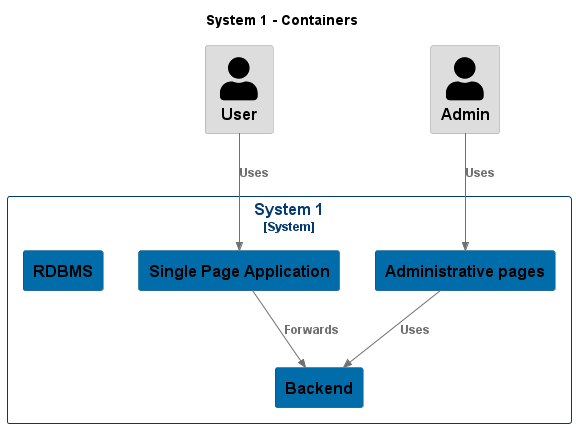 System 1 - Containers
User
Admin
Uses
Uses
System 1
[System]
RDBMS
Single Page Application
Administrative pages
Forwards
Uses
Backend